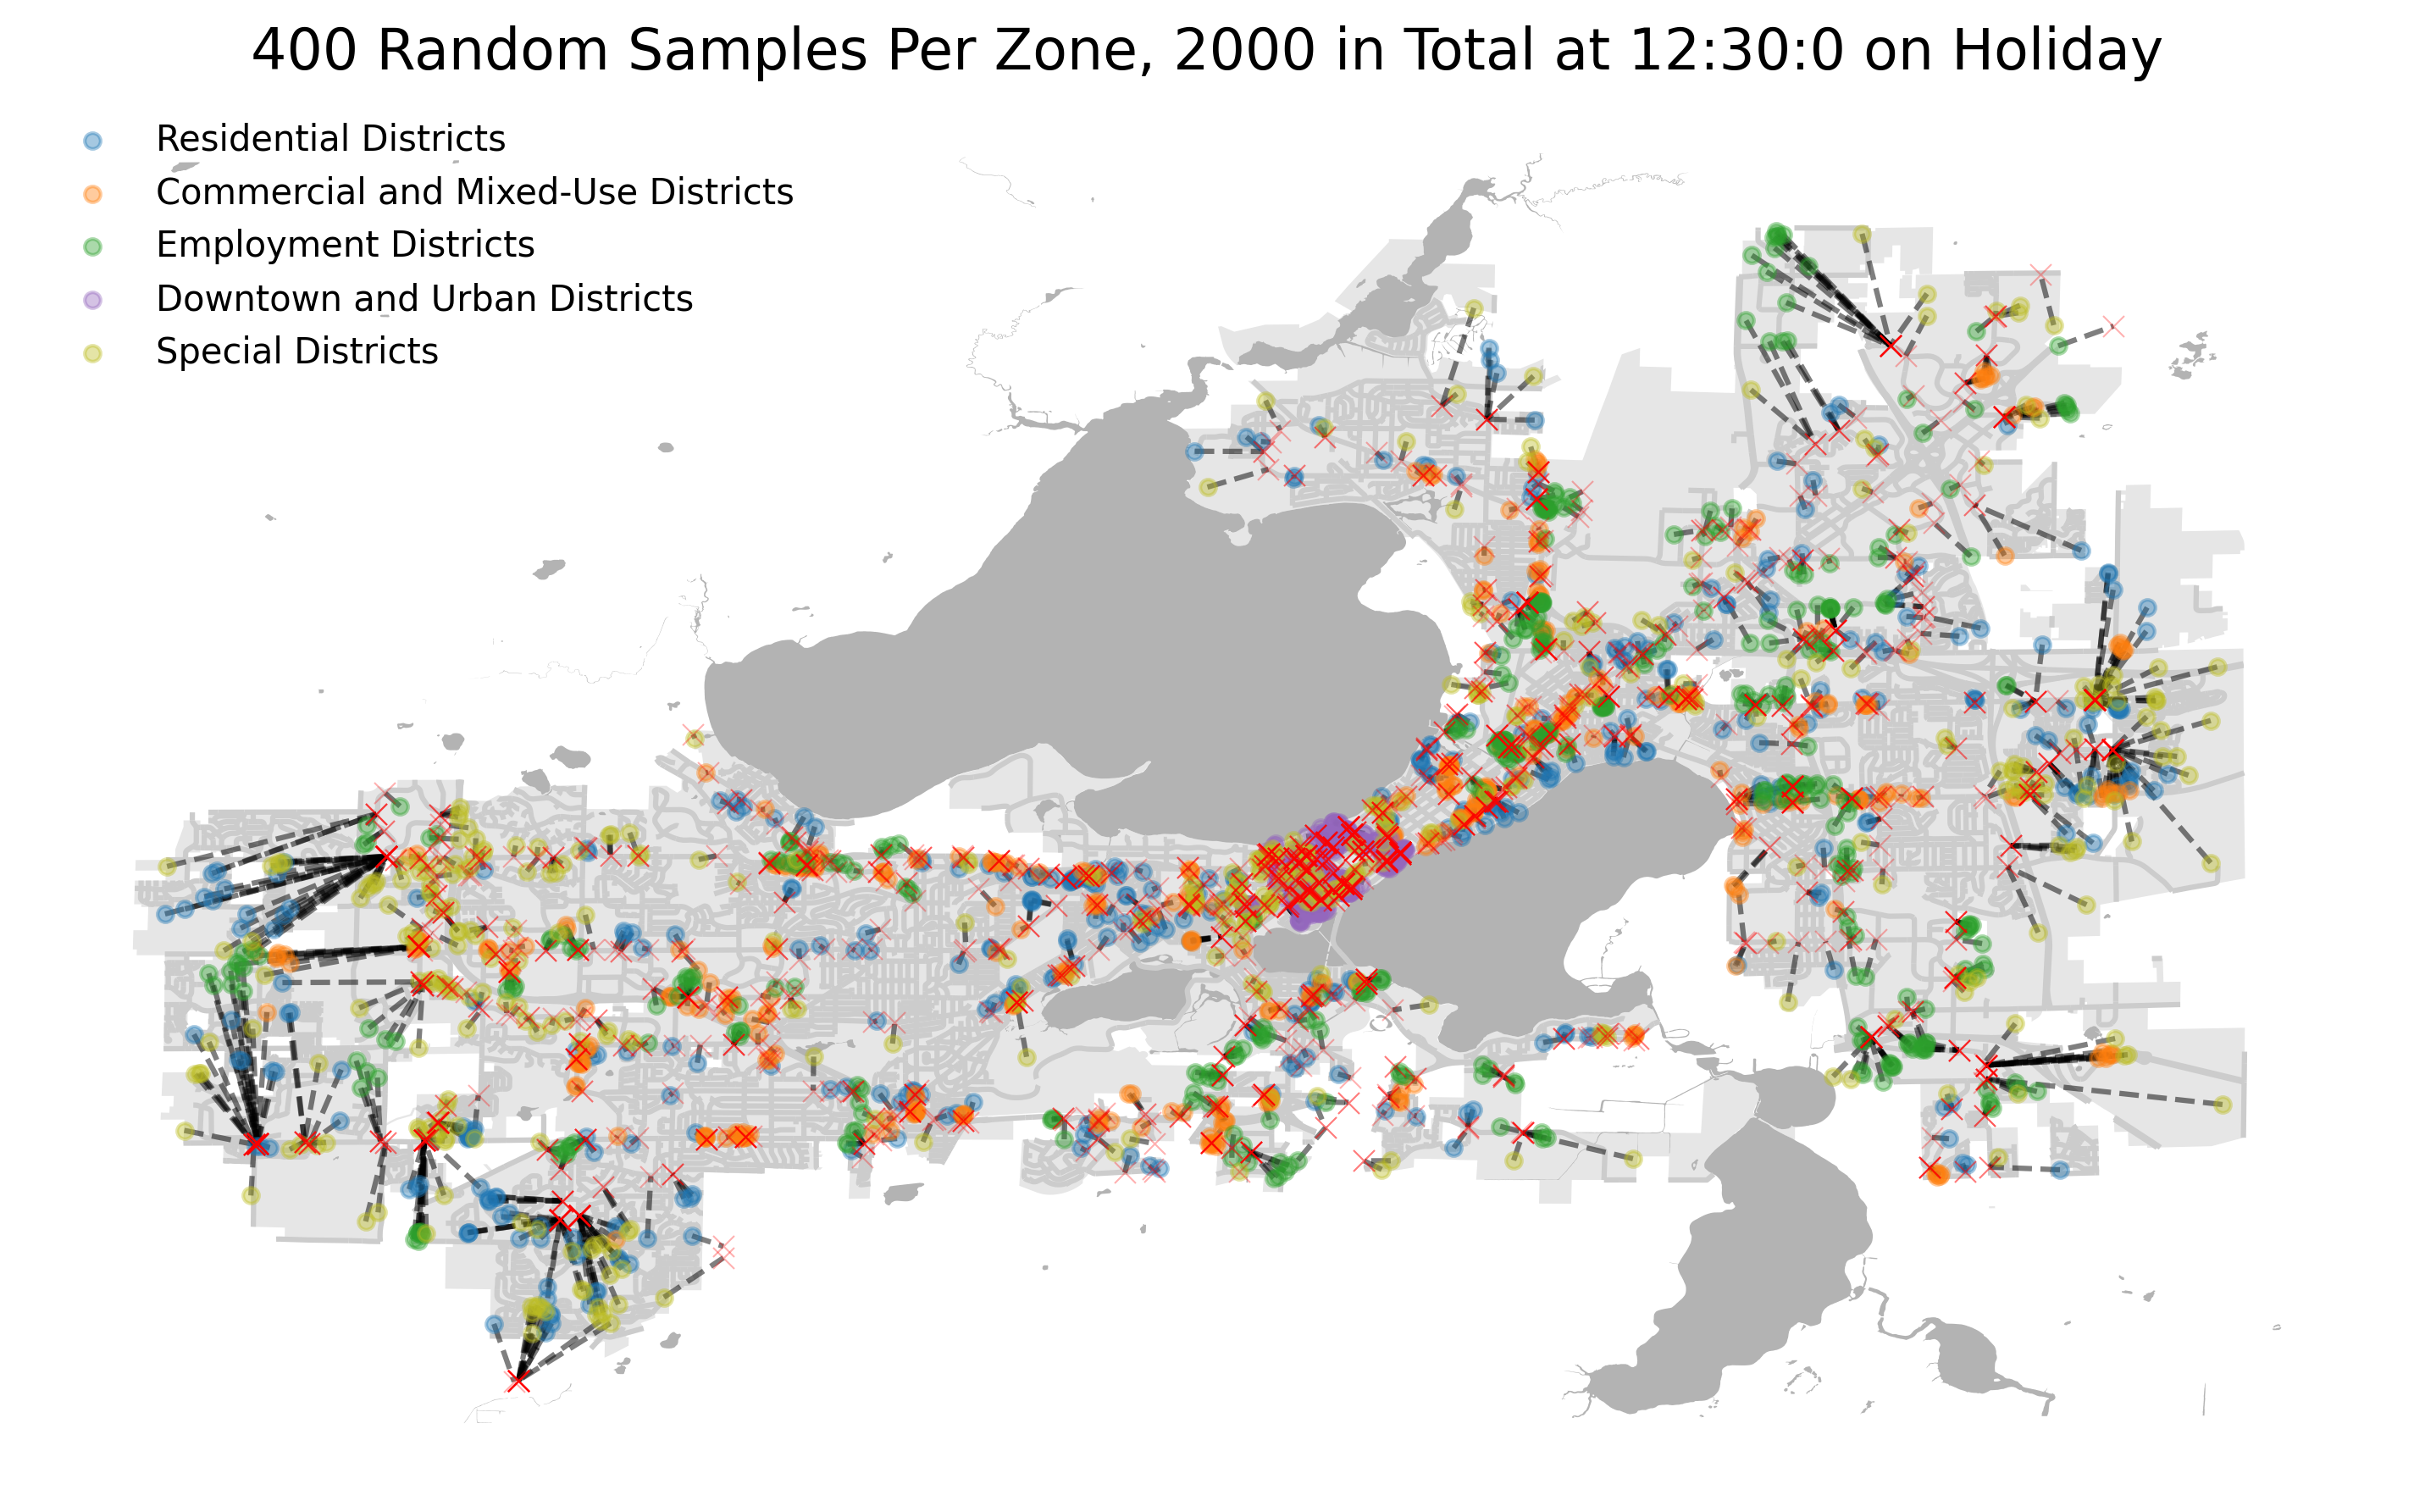 400 Random Samples Per Zone, 2000 in Total at 12:30:0 on Holiday
Residential Districts
Commercial and Mixed-Use Districts
Employment Districts
Downtown and Urban Districts
Special Districts